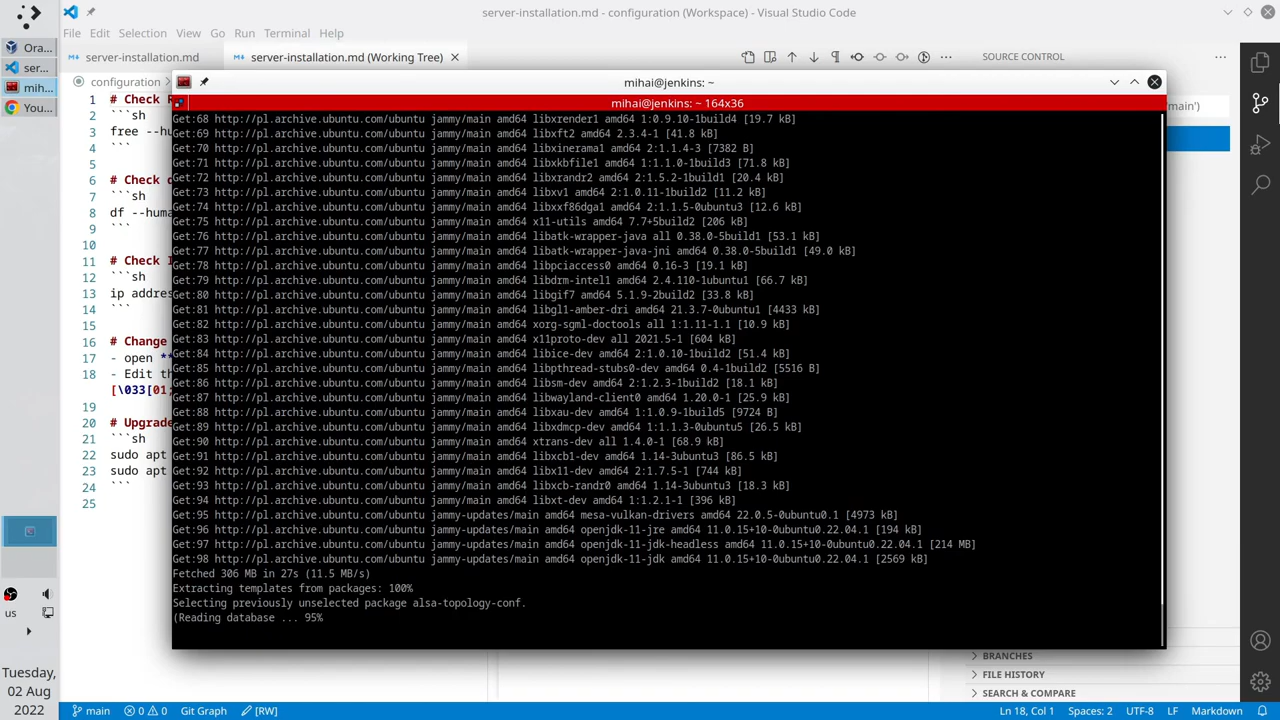 server-installation.md - configuration (Workspace) - Visual Studio Code
File Edit Selection View Go Run Terminal Help
Ora...
ser...
mih...
You...
server-installation.md
server-installation.md (Working Tree)
SOURCE CONTROL
configuration
'main')
1 # Check
2 ```sh
3 free --hu
4 ```
5
6 # Check
7 ```sh
8 df --huma
9 ```
10
11 # Check I
12 ```sh
13 ip addres
14 ```
15
16 # Change
17 - open **
18 - Edit th
[\033[01;
19
20 # Upgrade
21 ```sh
22 sudo apt
23 sudo apt
24 ```
25
mihai@jenkins: ~
mihai@jenkins: ~ 164x36
Get:68 http://pl.archive.ubuntu.com/ubuntu jammy/main amd64 libxrender1 amd64 1:0.9.10-1build4 [19.7 kB]
Get:69 http://pl.archive.ubuntu.com/ubuntu jammy/main amd64 libxft2 amd64 2.3.4-1 [41.8 kB]
Get:70 http://pl.archive.ubuntu.com/ubuntu jammy/main amd64 libxinerama1 amd64 2:1.1.4-3 [7382 B]
Get:71 http://pl.archive.ubuntu.com/ubuntu jammy/main amd64 libxkbfile1 amd64 1:1.1.0-1build3 [71.8 kB]
Get:72 http://pl.archive.ubuntu.com/ubuntu jammy/main amd64 libxrandr2 amd64 2:1.5.2-1build1 [20.4 kB]
Get:73 http://pl.archive.ubuntu.com/ubuntu jammy/main amd64 libxv1 amd64 2:1.0.11-1build2 [11.2 kB]
Get:74 http://pl.archive.ubuntu.com/ubuntu jammy/main amd64 libxxf86dga1 amd64 2:1.1.5-0ubuntu3 [12.6 kB]
Get:75 http://pl.archive.ubuntu.com/ubuntu jammy/main amd64 x11-utils amd64 7.7+5build2 [206 kB]
Get:76 http://pl.archive.ubuntu.com/ubuntu jammy/main amd64 libatk-wrapper-java all 0.38.0-5build1 [53.1 kB]
Get:77 http://pl.archive.ubuntu.com/ubuntu jammy/main amd64 libatk-wrapper-java-jni amd64 0.38.0-5build1 [49.0 kB]
Get:78 http://pl.archive.ubuntu.com/ubuntu jammy/main amd64 libpciaccess0 amd64 0.16-3 [19.1 kB]
Get:79 http://pl.archive.ubuntu.com/ubuntu jammy/main amd64 libdrm-intel1 amd64 2.4.110-1ubuntu1 [66.7 kB]
Get:80 http://pl.archive.ubuntu.com/ubuntu jammy/main amd64 libgif7 amd64 5.1.9-2build2 [33.8 kB]
Get:81 http://pl.archive.ubuntu.com/ubuntu jammy/main amd64 libgl1-amber-dri amd64 21.3.7-0ubuntu1 [4433 kB]
Get:82 http://pl.archive.ubuntu.com/ubuntu jammy/main amd64 xorg-sgml-doctools all 1:1.11-1.1 [10.9 kB]
Get:83 http://pl.archive.ubuntu.com/ubuntu jammy/main amd64 x11proto-dev all 2021.5-1 [604 kB]
Get:84 http://pl.archive.ubuntu.com/ubuntu jammy/main amd64 libice-dev amd64 2:1.0.10-1build2 [51.4 kB]
Get:85 http://pl.archive.ubuntu.com/ubuntu jammy/main amd64 libpthread-stubs0-dev amd64 0.4-1build2 [5516 B]
Get:86 http://pl.archive.ubuntu.com/ubuntu jammy/main amd64 libsm-dev amd64 2:1.2.3-1build2 [18.1 kB]
Get:87 http://pl.archive.ubuntu.com/ubuntu jammy/main amd64 libwayland-client0 amd64 1.20.0-1 [25.9 kB]
Get:88 http://pl.archive.ubuntu.com/ubuntu jammy/main amd64 libxau-dev amd64 1:1.0.9-1build5 [9724 B]
Get:89 http://pl.archive.ubuntu.com/ubuntu jammy/main amd64 libxdmcp-dev amd64 1:1.1.3-0ubuntu5 [26.5 kB]
Get:90 http://pl.archive.ubuntu.com/ubuntu jammy/main amd64 xtrans-dev all 1.4.0-1 [68.9 kB]
Get:91 http://pl.archive.ubuntu.com/ubuntu jammy/main amd64 libxcb1-dev amd64 1.14-3ubuntu3 [86.5 kB]
Get:92 http://pl.archive.ubuntu.com/ubuntu jammy/main amd64 libx11-dev amd64 2:1.7.5-1 [744 kB]
Get:93 http://pl.archive.ubuntu.com/ubuntu jammy/main amd64 libxcb-randr0 amd64 1.14-3ubuntu3 [18.3 kB]
Get:94 http://pl.archive.ubuntu.com/ubuntu jammy/main amd64 libxt-dev amd64 1:1.2.1-1 [396 kB]
Get:95 http://pl.archive.ubuntu.com/ubuntu jammy-updates/main amd64 mesa-vulkan-drivers amd64 22.0.5-0ubuntu0.1 [4973 kB]
Get:96 http://pl.archive.ubuntu.com/ubuntu jammy-updates/main amd64 openjdk-11-jre amd64 11.0.15+10-0ubuntu0.22.04.1 [194 kB]
Get:97 http://pl.archive.ubuntu.com/ubuntu jammy-updates/main amd64 openjdk-11-jdk-headless amd64 11.0.15+10-0ubuntu0.22.04.1 [214 MB]
Get:98 http://pl.archive.ubuntu.com/ubuntu jammy-updates/main amd64 openjdk-11-jdk amd64 11.0.15+10-0ubuntu0.22.04.1 [2569 kB]
Fetched 306 MB in 27s (11.5 MB/s)
Extracting templates from packages: 100%
Selecting previously unselected package alsa-topology-conf.
(Reading database ... 95%
BRANCHES
FILE HISTORY
SEARCH & COMPARE
us
Tuesday,
02 Aug
2022
main 0 0 Git Graph [RW]
Ln 18, Col 1 Spaces: 2 UTF-8 LF Markdown